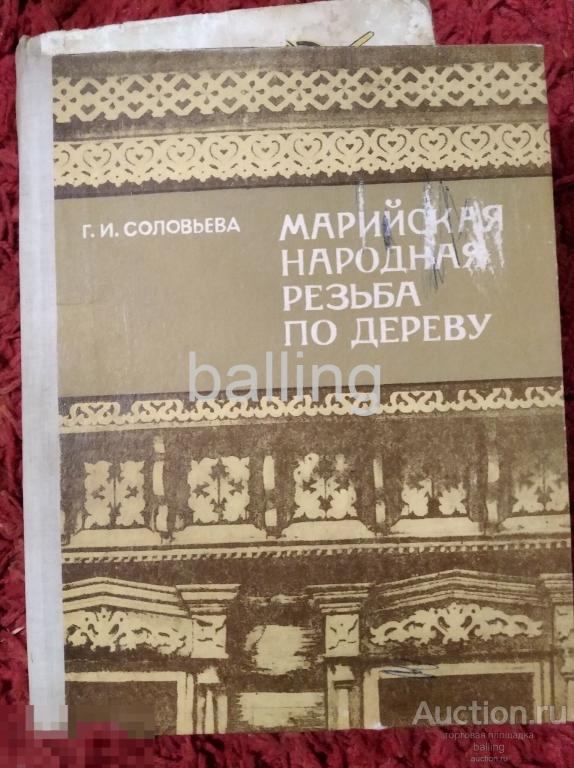 Г. И. СОЛОВЬЕВА
МАРИЙСКАЯ
НАРОДНАЯ
РЕЗЬБА
ПО ДЕРЕВУ
balling
Auction.ru
торговая площадка
balling
auction.ru